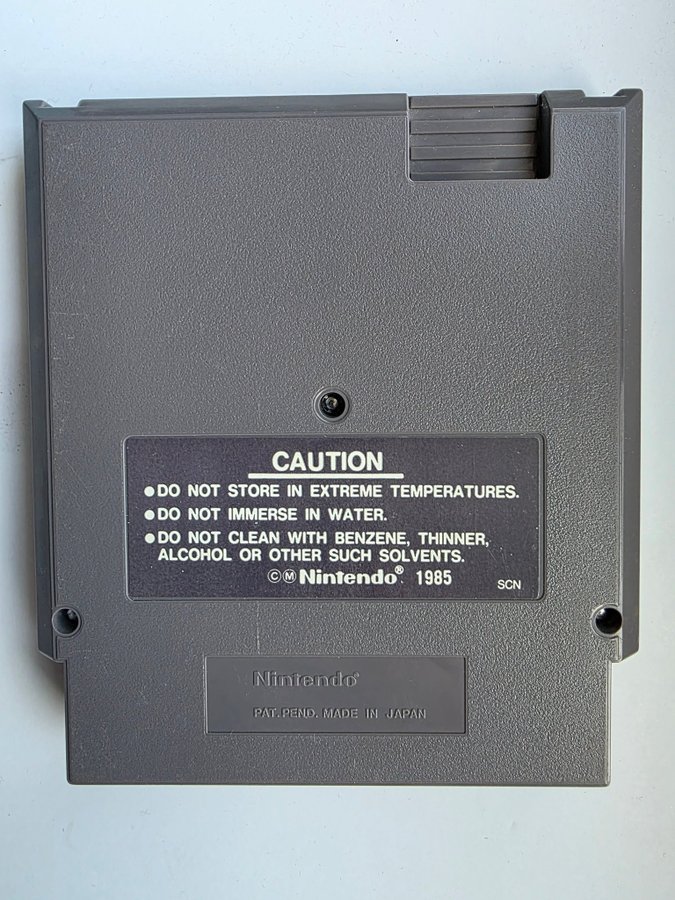 CAUTION
●DO NOT STORE IN EXTREME TEMPERATURES.
●DO NOT IMMERSE IN WATER.
●DO NOT CLEAN WITH BENZENE, THINNER,
ALCOHOL OR OTHER SUCH SOLVENTS.
©Ⓜ Nintendo® 1985 SCN
Nintendo®
PAT. PEND. MADE IN JAPAN